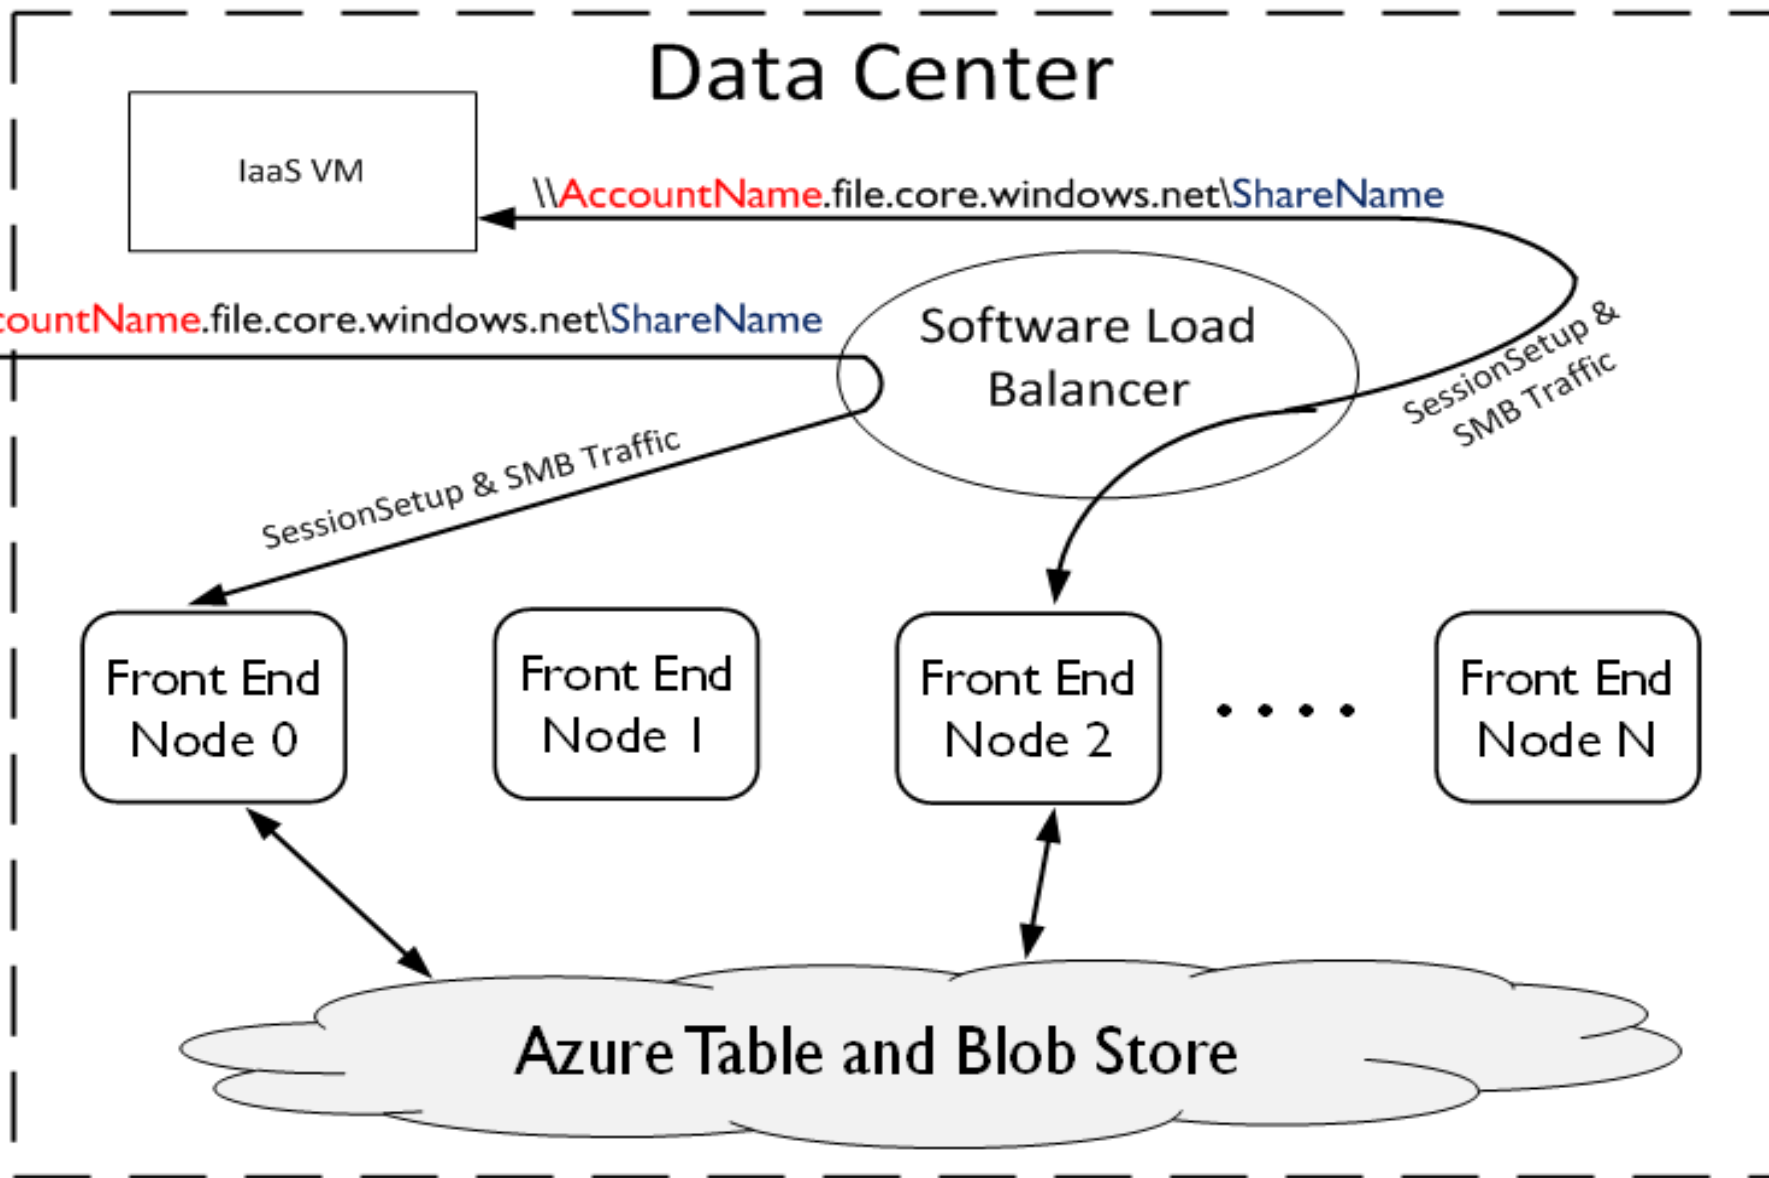 Data Center
IaaS VM
\\AccountName.file.core.windows.net\ShareName
countName.file.core.windows.net\ShareName
Software Load
Balancer
SessionSetup &
SMB Traffic
SessionSetup & SMB Traffic
Front End
Node 0
Front End
Node 1
Front End
Node 2
. . . .
Front End
Node N
Azure Table and Blob Store